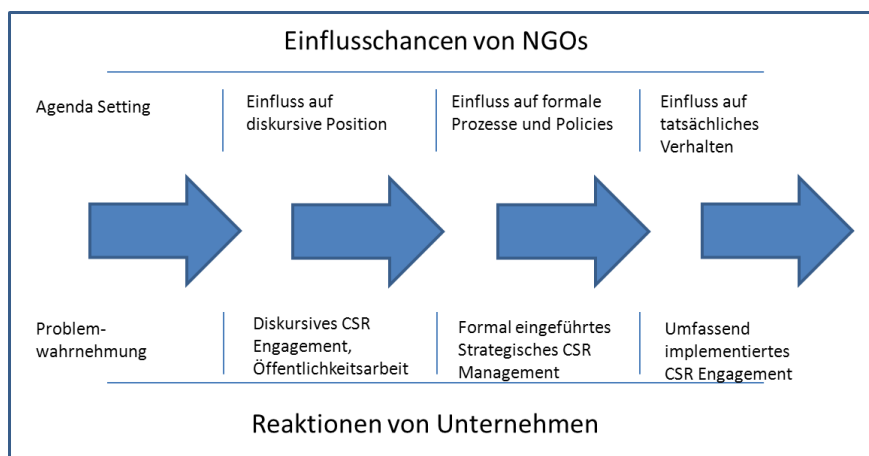 Einflusschancen von NGOs
Agenda Setting
Einfluss auf
diskursive Position
Einfluss auf formale
Prozesse und Policies
Einfluss auf
tatsächliches
Verhalten
Problem-
wahrnehmung
Diskursives CSR
Engagement,
Öffentlichkeitsarbeit
Formal eingeführtes
Strategisches CSR
Management
Umfassend
implementiertes
CSR Engagement
Reaktionen von Unternehmen